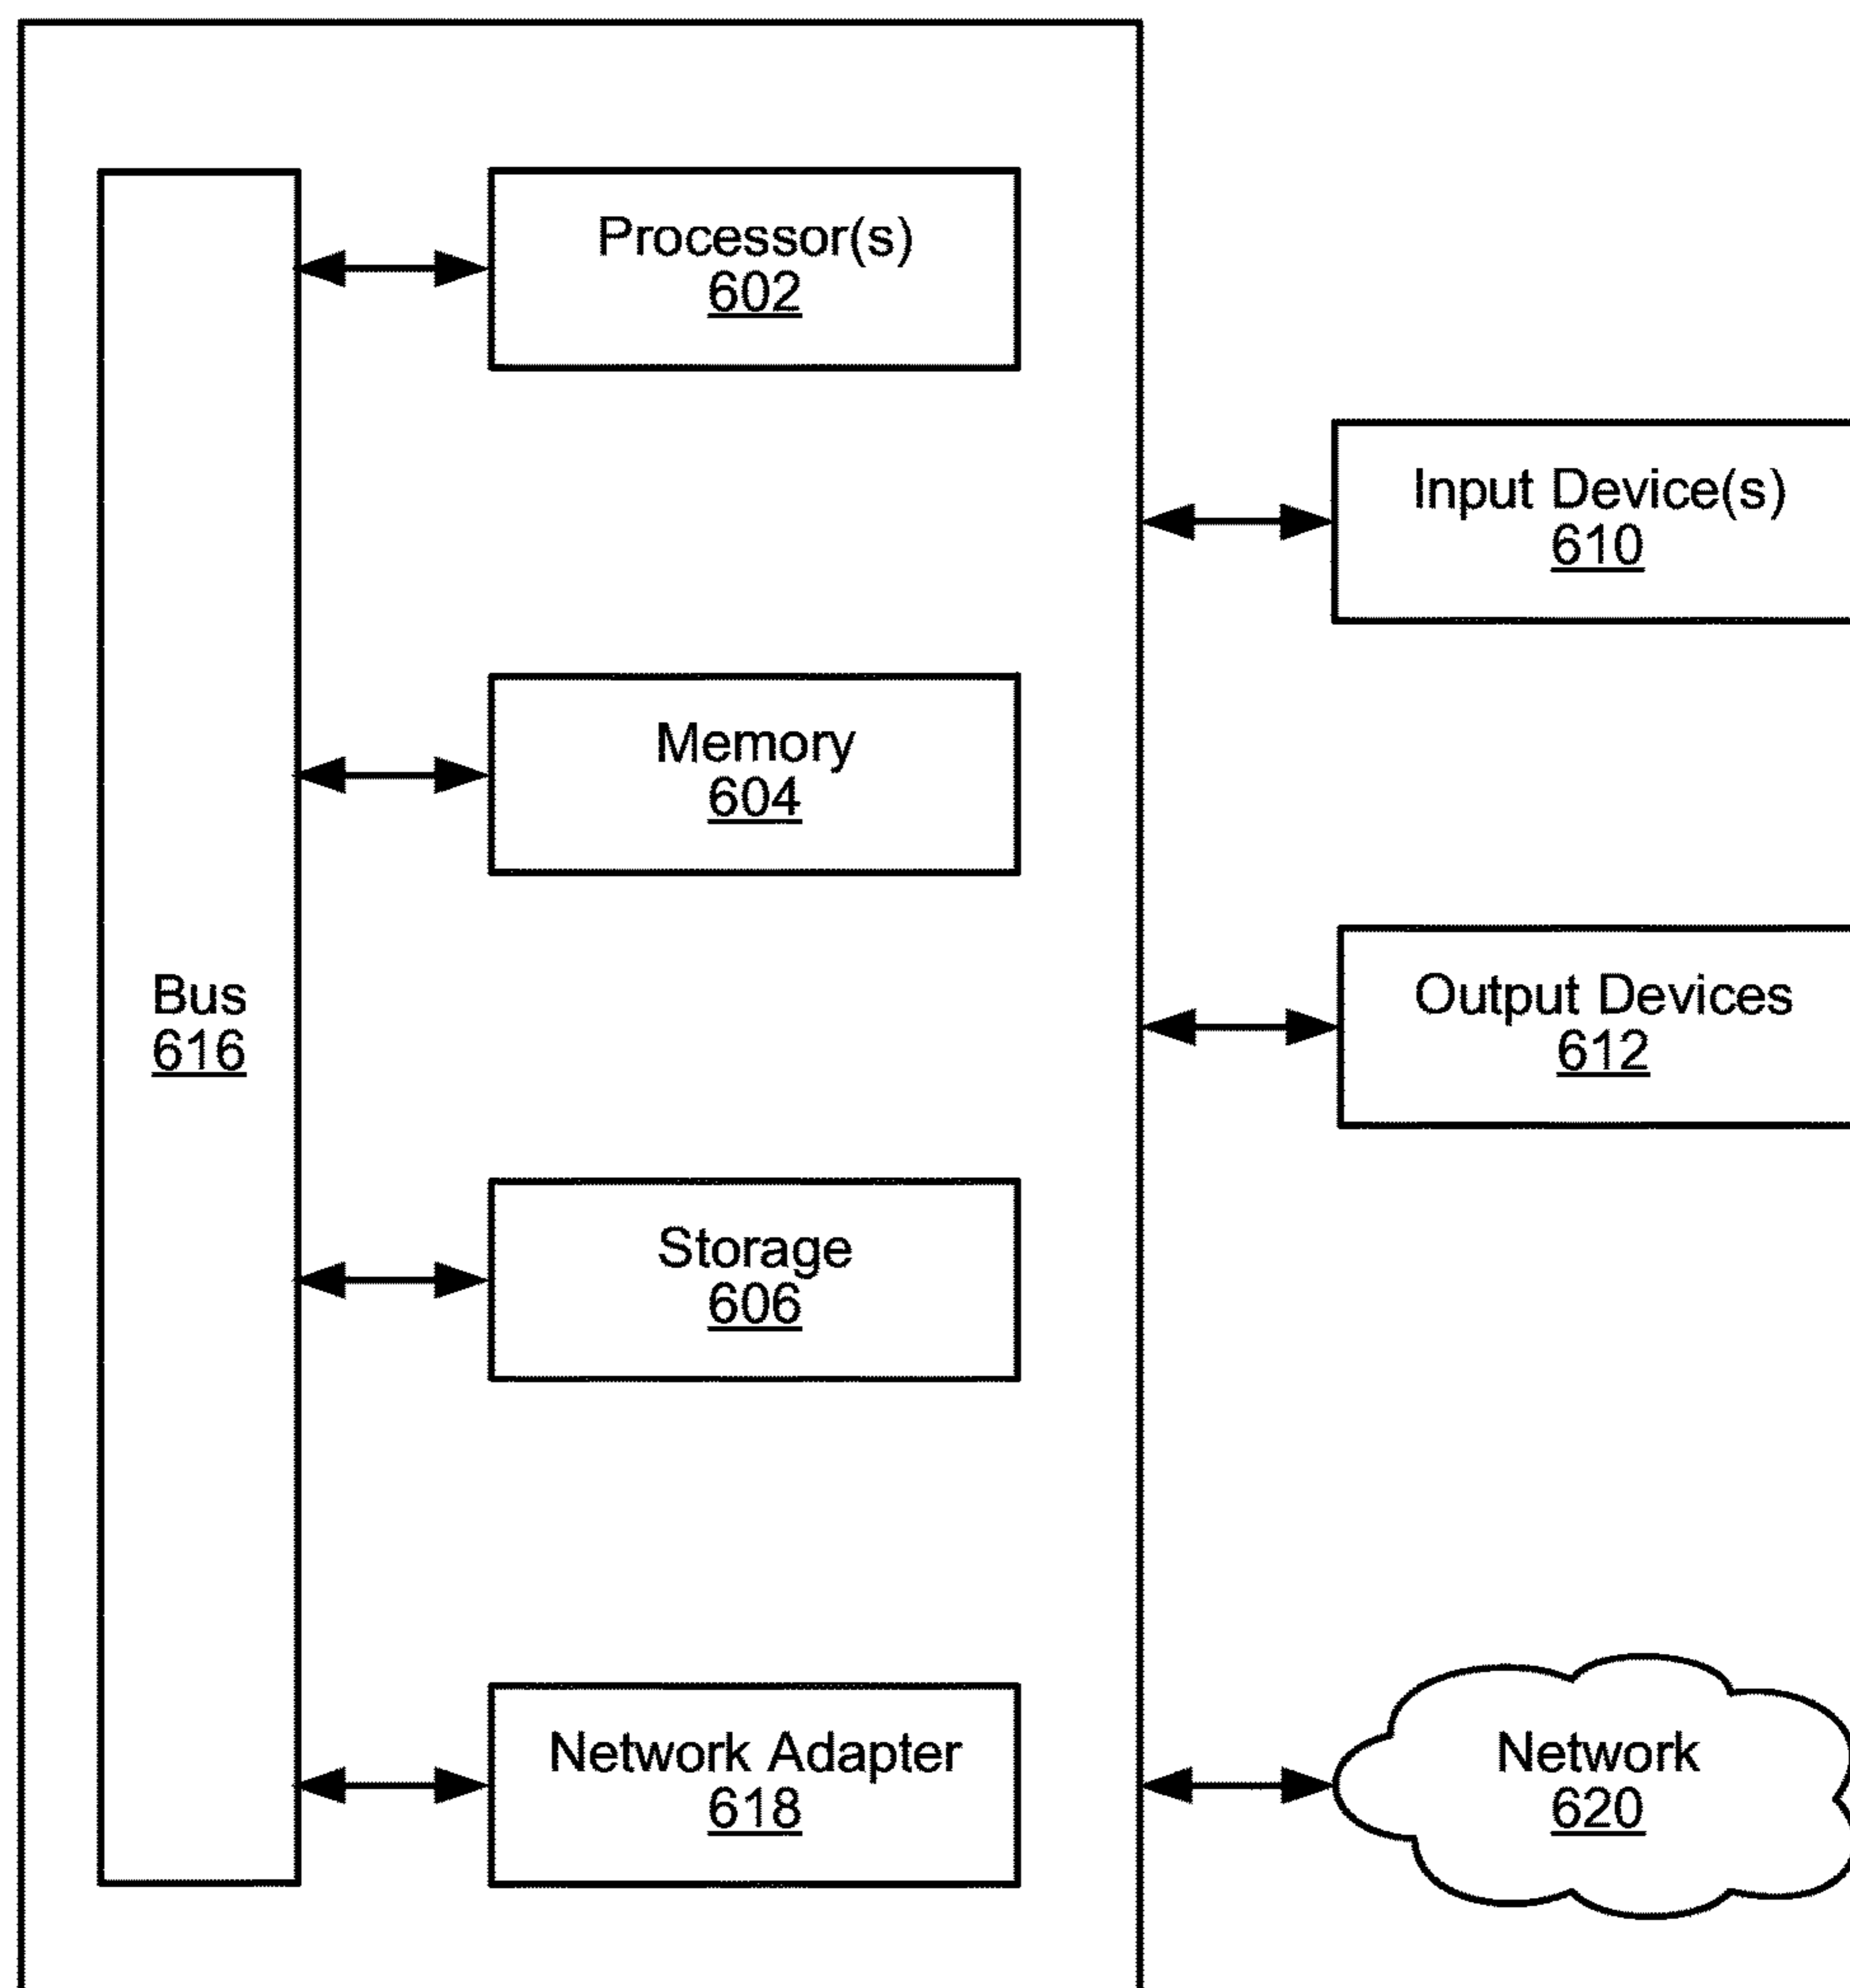 Processor(s)
602
Input Device(s)
610
Memory
604
Bus
616
Output Devices
612
Storage
606
Network Adapter
618
Network
620